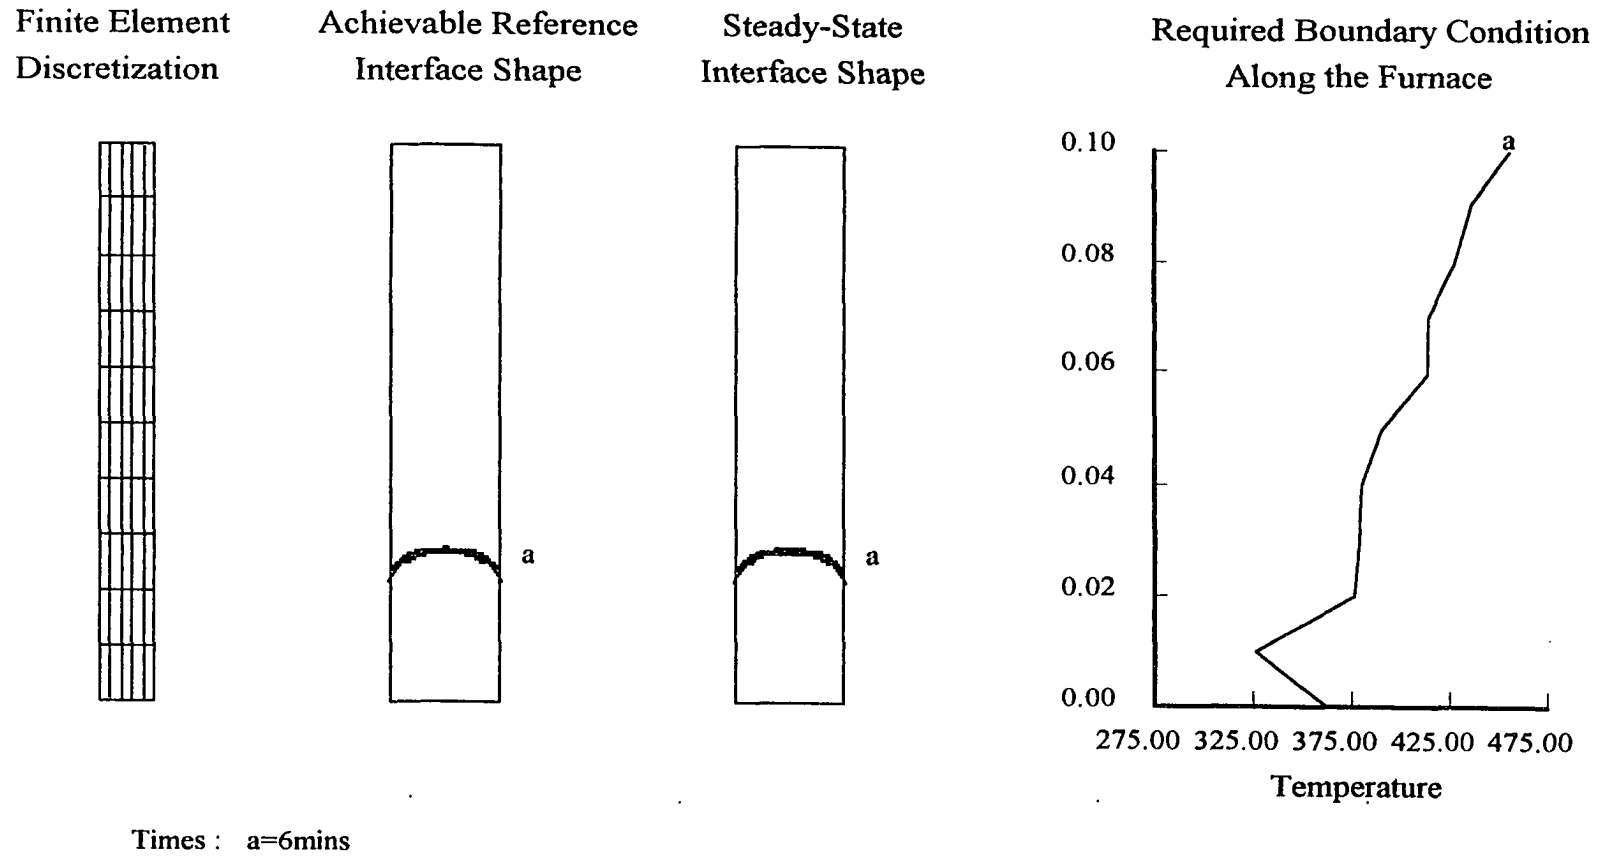 Finite Element
Discretization
Achievable Reference
Interface Shape
Steady-State
Interface Shape
Required Boundary Condition
Along the Furnace
a
a
0.10
0.08
0.06
0.04
0.02
0.00
a
275.00 325.00 375.00 425.00 475.00
Temperature
Times : a=6mins